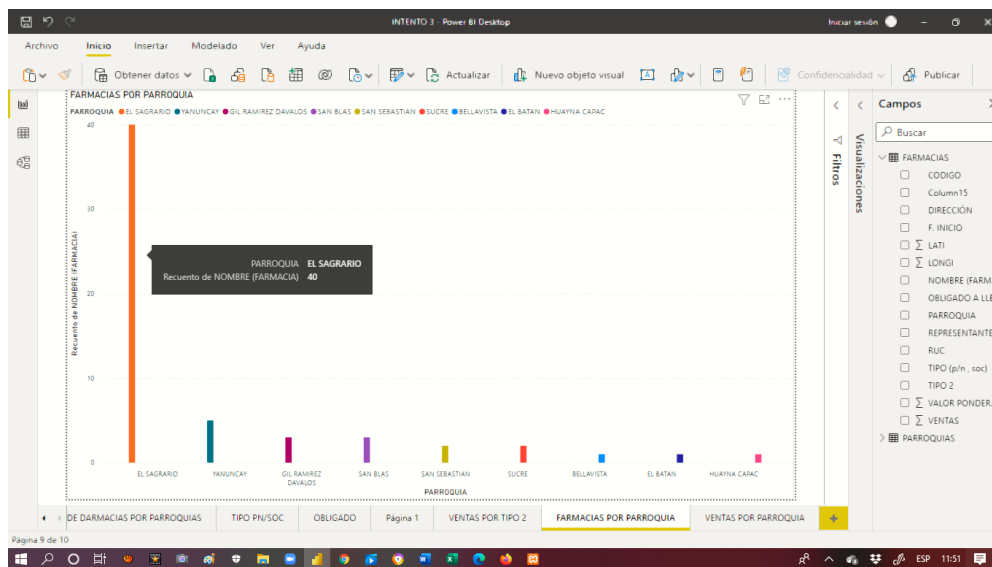 INTENTO 3 - Power BI Desktop
Iniciar sesión
Archivo Inicio Insertar Modelado Ver Ayuda
Obtener datos Actualizar Nuevo objeto visual Confidencialidad Publicar
FARMACIAS POR PARROQUIA
PARROQUIA EL SAGRARIO YANUNCAY GIL RAMIREZ DAVALOS SAN BLAS SAN SEBASTIAN SUCRE BELLAVISTA EL BATAN HUAYNA CAPAC
40
30
20
10
0
Recuento de NOMBRE (FARMACIA)
PARROQUIA EL SAGRARIO
Recuento de NOMBRE (FARMACIA) 40
EL SAGRARIO YANUNCAY GIL RAMIREZ DAVALOS SAN BLAS SAN SEBASTIAN SUCRE BELLAVISTA EL BATAN HUAYNA CAPAC
PARROQUIA
Filtros
Visualizaciones
Campos
Buscar
FARMACIAS
CODIGO
Column15
DIRECCIÓN
F. INICIO
LATI
LONGI
NOMBRE (FARM
OBLIGADO A LLE
PARROQUIA
REPRESENTANTE
RUC
TIPO (p/n , soc)
TIPO 2
VALOR PONDER.
VENTAS
PARROQUIAS
DE DARMACIAS POR PARROQUIAS TIPO PN/SOC OBLIGADO Página 1 VENTAS POR TIPO 2 FARMACIAS POR PARROQUIA VENTAS POR PARROQUIA
Página 9 de 10
ESP 11:51